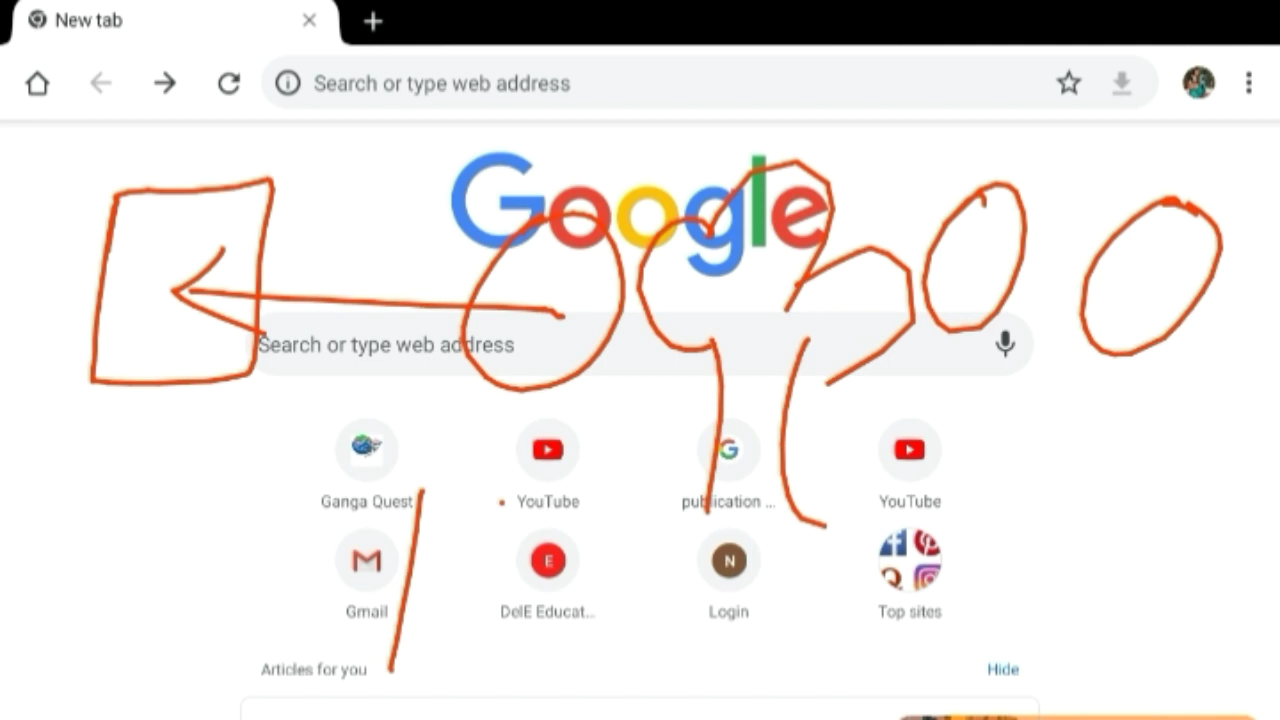 New tab
Search or type web address
Google
Search or type web address
Ganga Quest YouTube publication ... YouTube
Gmail DelE Educat... Login Top sites
Articles for you Hide